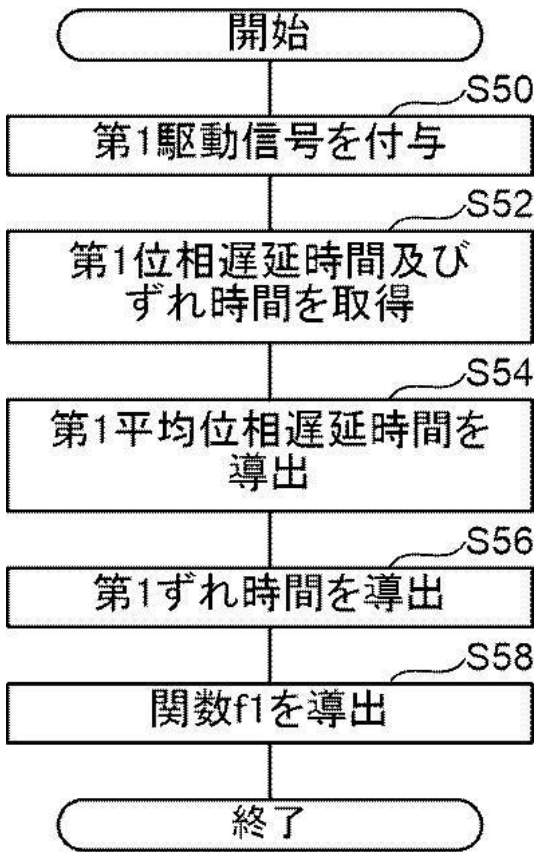 開始
S50
第1駆動信号を付与
S52
第1位相遅延時間及び
ずれ時間を取得
S54
第1平均位相遅延時間を
導出
S56
第1ずれ時間を導出
S58
関数f1を導出
終了